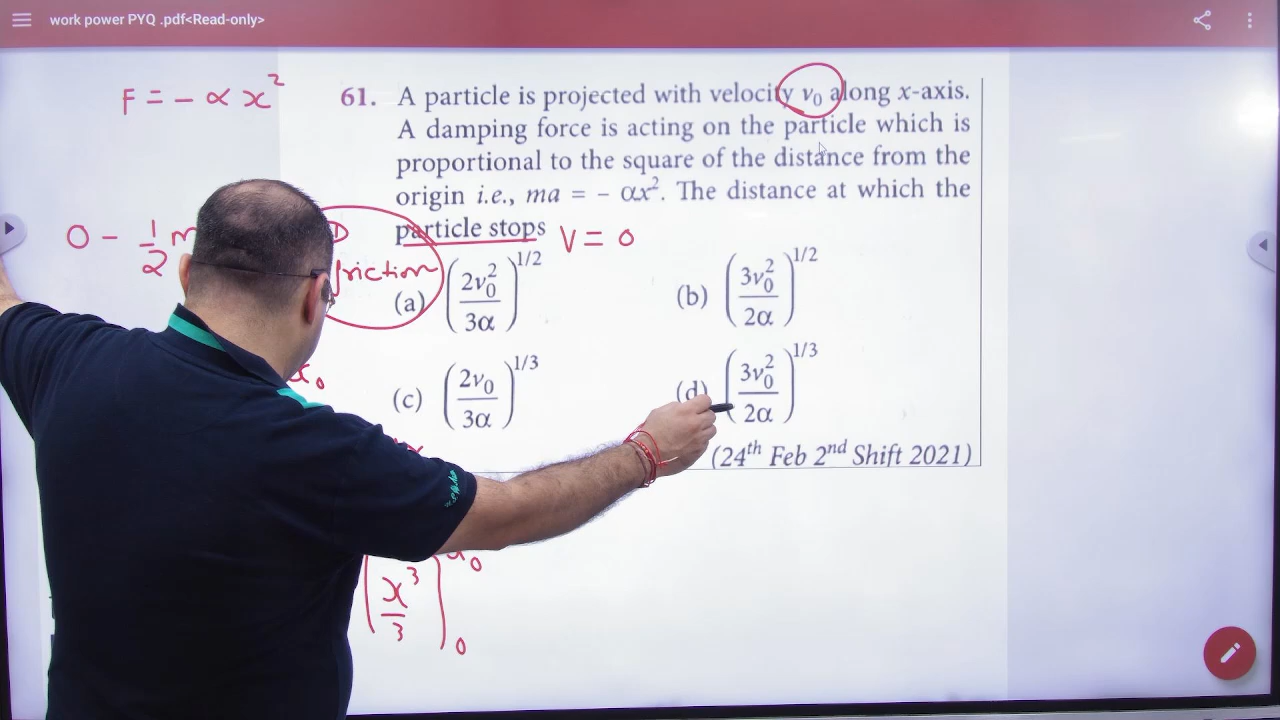 work power PYQ .pdf<Read-only>
F = - α x²
61. A particle is projected with velocity v₀ along x-axis.
A damping force is acting on the particle which is
proportional to the square of the distance from the
origin i.e., ma = – αx². The distance at which the
particle stops V = 0
0 - 1/2 m
friction
(a) (2v₀²/3α)^1/2 (b) (3v₀²/2α)^1/2
x₀
(c) (2v₀/3α)^1/3 (d) (3v₀²/2α)^1/3
(24th Feb 2nd Shift 2021)
(x³/3) 0